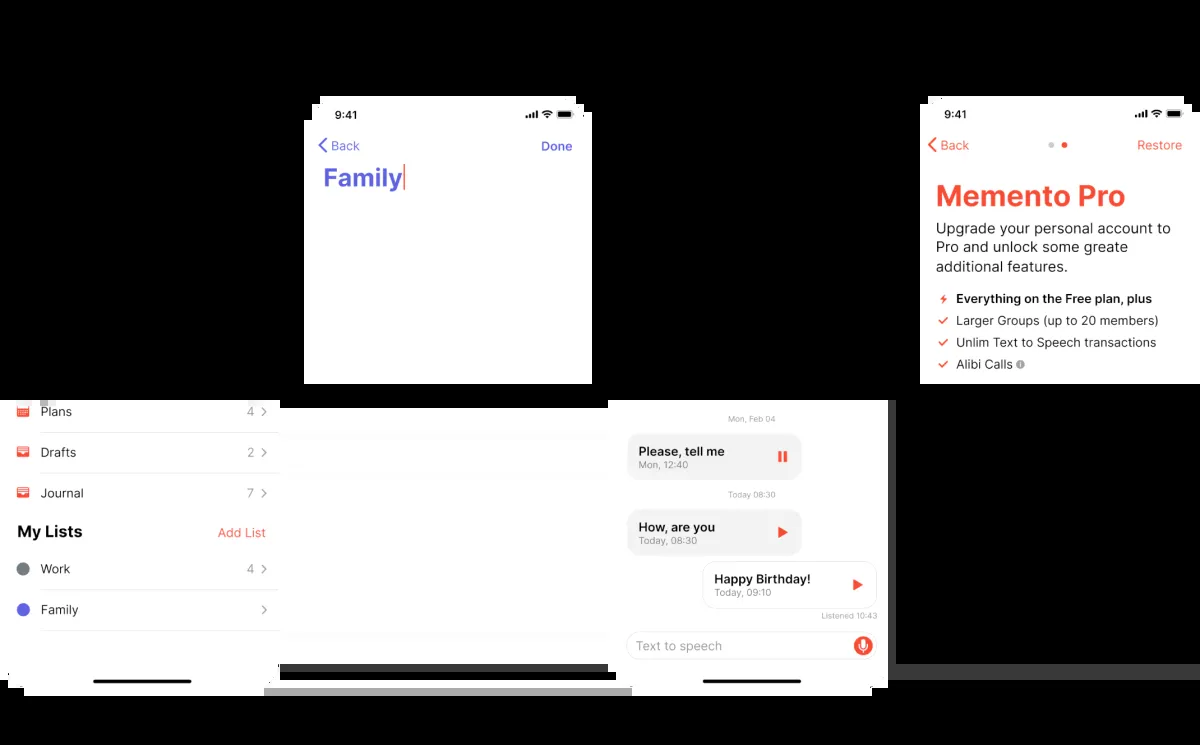 9:41
Back
Done
Family
9:41
Back
Restore
Memento Pro
Upgrade your personal account to
Pro and unlock some greate
additional features.
Everything on the Free plan, plus
Larger Groups (up to 20 members)
Unlim Text to Speech transactions
Alibi Calls
Plans 4
Drafts 2
Journal 7
My Lists Add List
Work 4
Family
Mon, Feb 04
Please, tell me
Mon, 12:40
Today 08:30
How, are you
Today, 08:30
Happy Birthday!
Today, 09:10
Listened 10:43
Text to speech